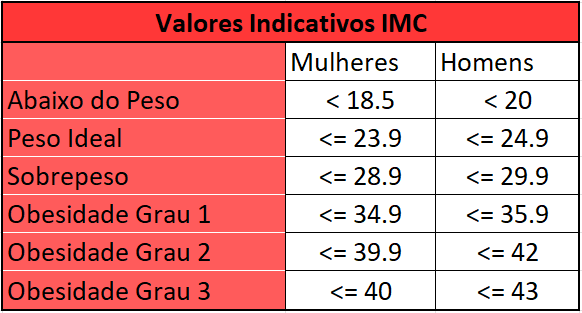 Valores Indicativos IMC
Mulheres Homens
Abaixo do Peso < 18.5 < 20
Peso Ideal <= 23.9 <= 24.9
Sobrepeso <= 28.9 <= 29.9
Obesidade Grau 1 <= 34.9 <= 35.9
Obesidade Grau 2 <= 39.9 <= 42
Obesidade Grau 3 <= 40 <= 43